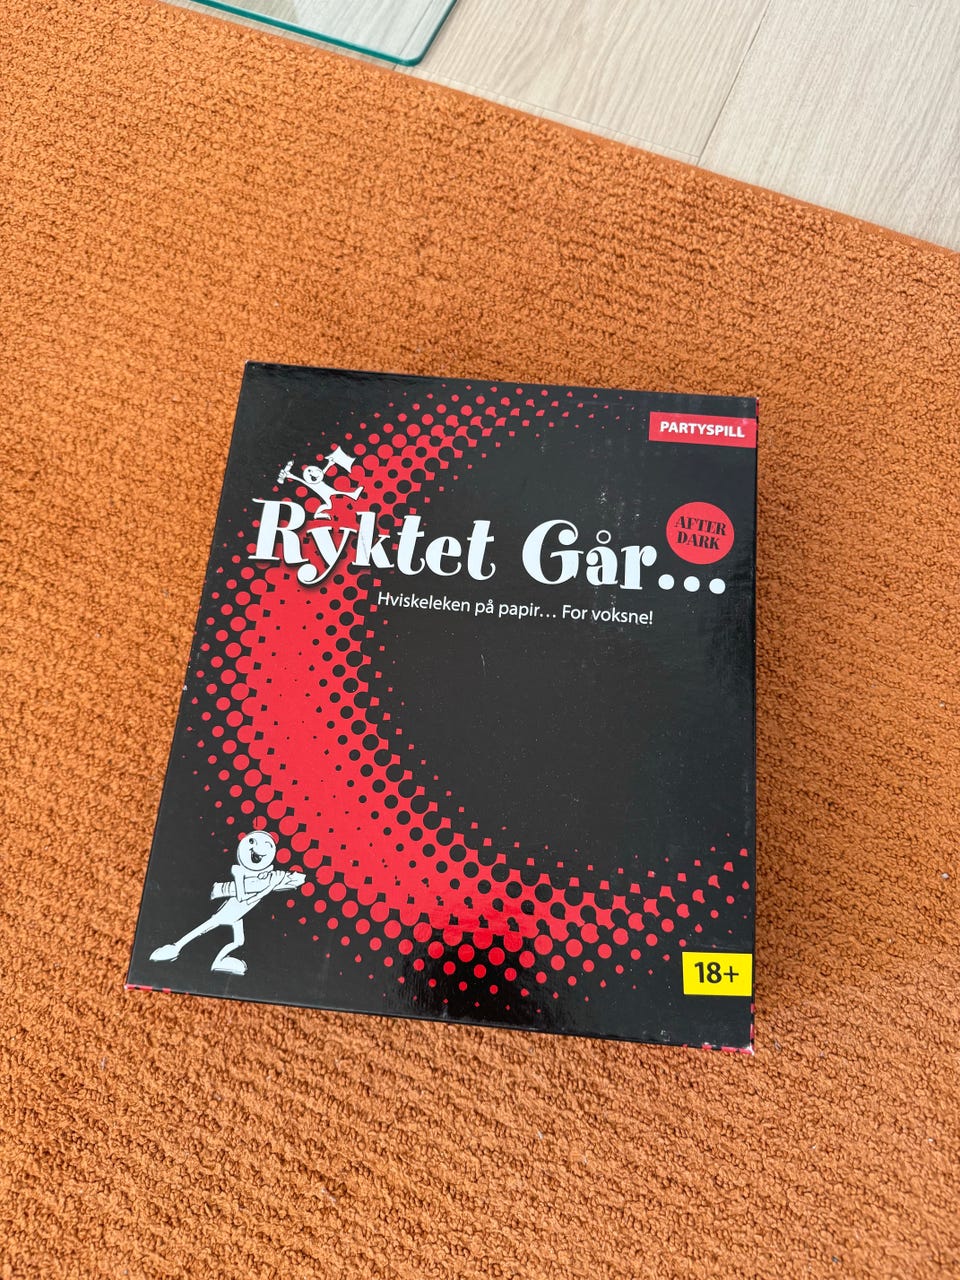 PARTYSPILL
AFTER
DARK
Ryktet Går...
Hviskeleken på papir... For voksne!
18+